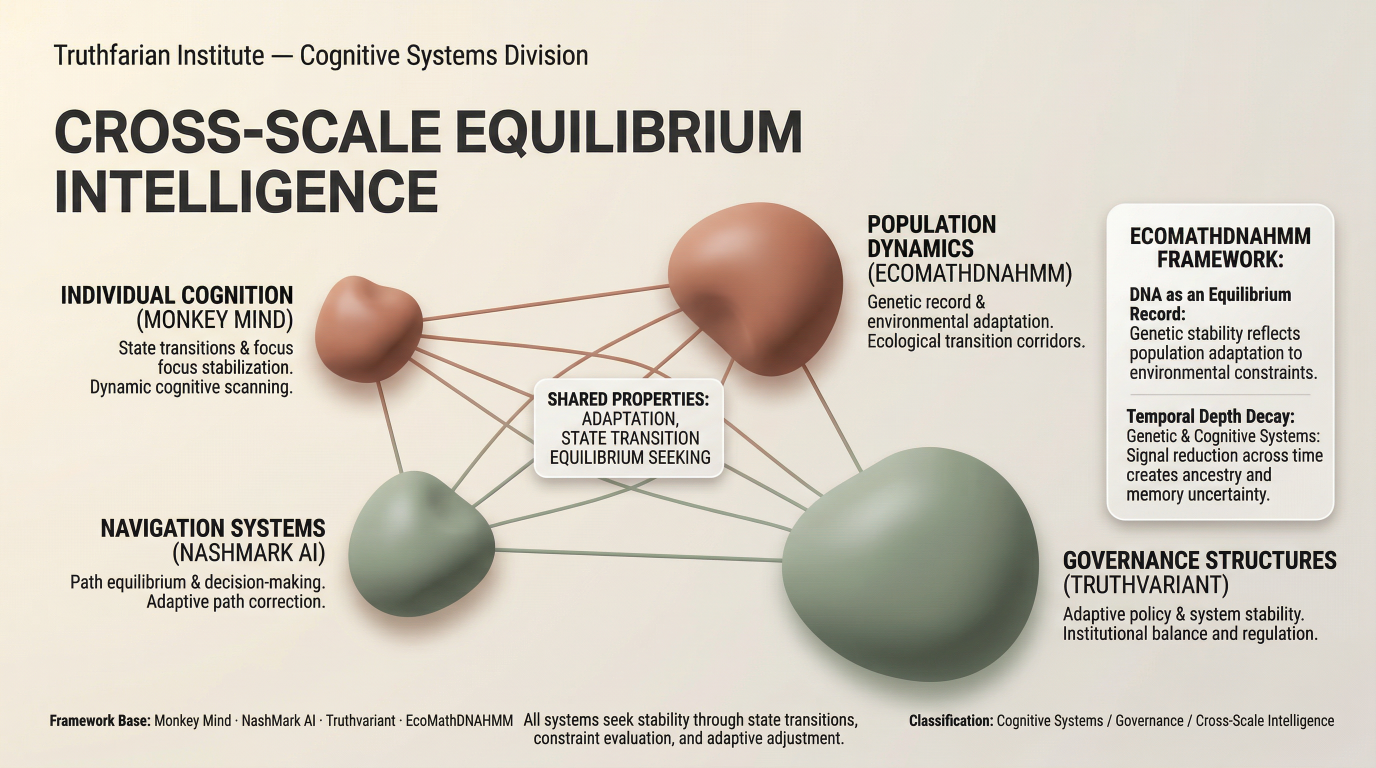 Truthfarian Institute — Cognitive Systems Division
CROSS-SCALE EQUILIBRIUM
INTELLIGENCE
INDIVIDUAL COGNITION
(MONKEY MIND)
State transitions & focus
focus stabilization.
Dynamic cognitive scanning.
POPULATION
DYNAMICS
(ECOMATHDNAHMM)
Genetic record &
environmental adaptation.
Ecological transition corridors.
ECOMATHDNAHMM
FRAMEWORK:
DNA as an Equilibrium
Record:
Genetic stability reflects
population adaptation to
environmental constraints.
Temporal Depth Decay:
Genetic & Cognitive Systems:
Signal reduction across time
creates ancestry and
memory uncertainty.
SHARED PROPERTIES:
ADAPTATION,
STATE TRANSITION
EQUILIBRIUM SEEKING
NAVIGATION SYSTEMS
(NASHMARK AI)
Path equilibrium & decision-making.
Adaptive path correction.
GOVERNANCE STRUCTURES
(TRUTHVARIANT)
Adaptive policy & system stability.
Institutional balance and regulation.
Framework Base: Monkey Mind · NashMark AI · Truthvariant · EcoMathDNAHMM
All systems seek stability through state transitions,
constraint evaluation, and adaptive adjustment.
Classification: Cognitive Systems / Governance / Cross-Scale Intelligence